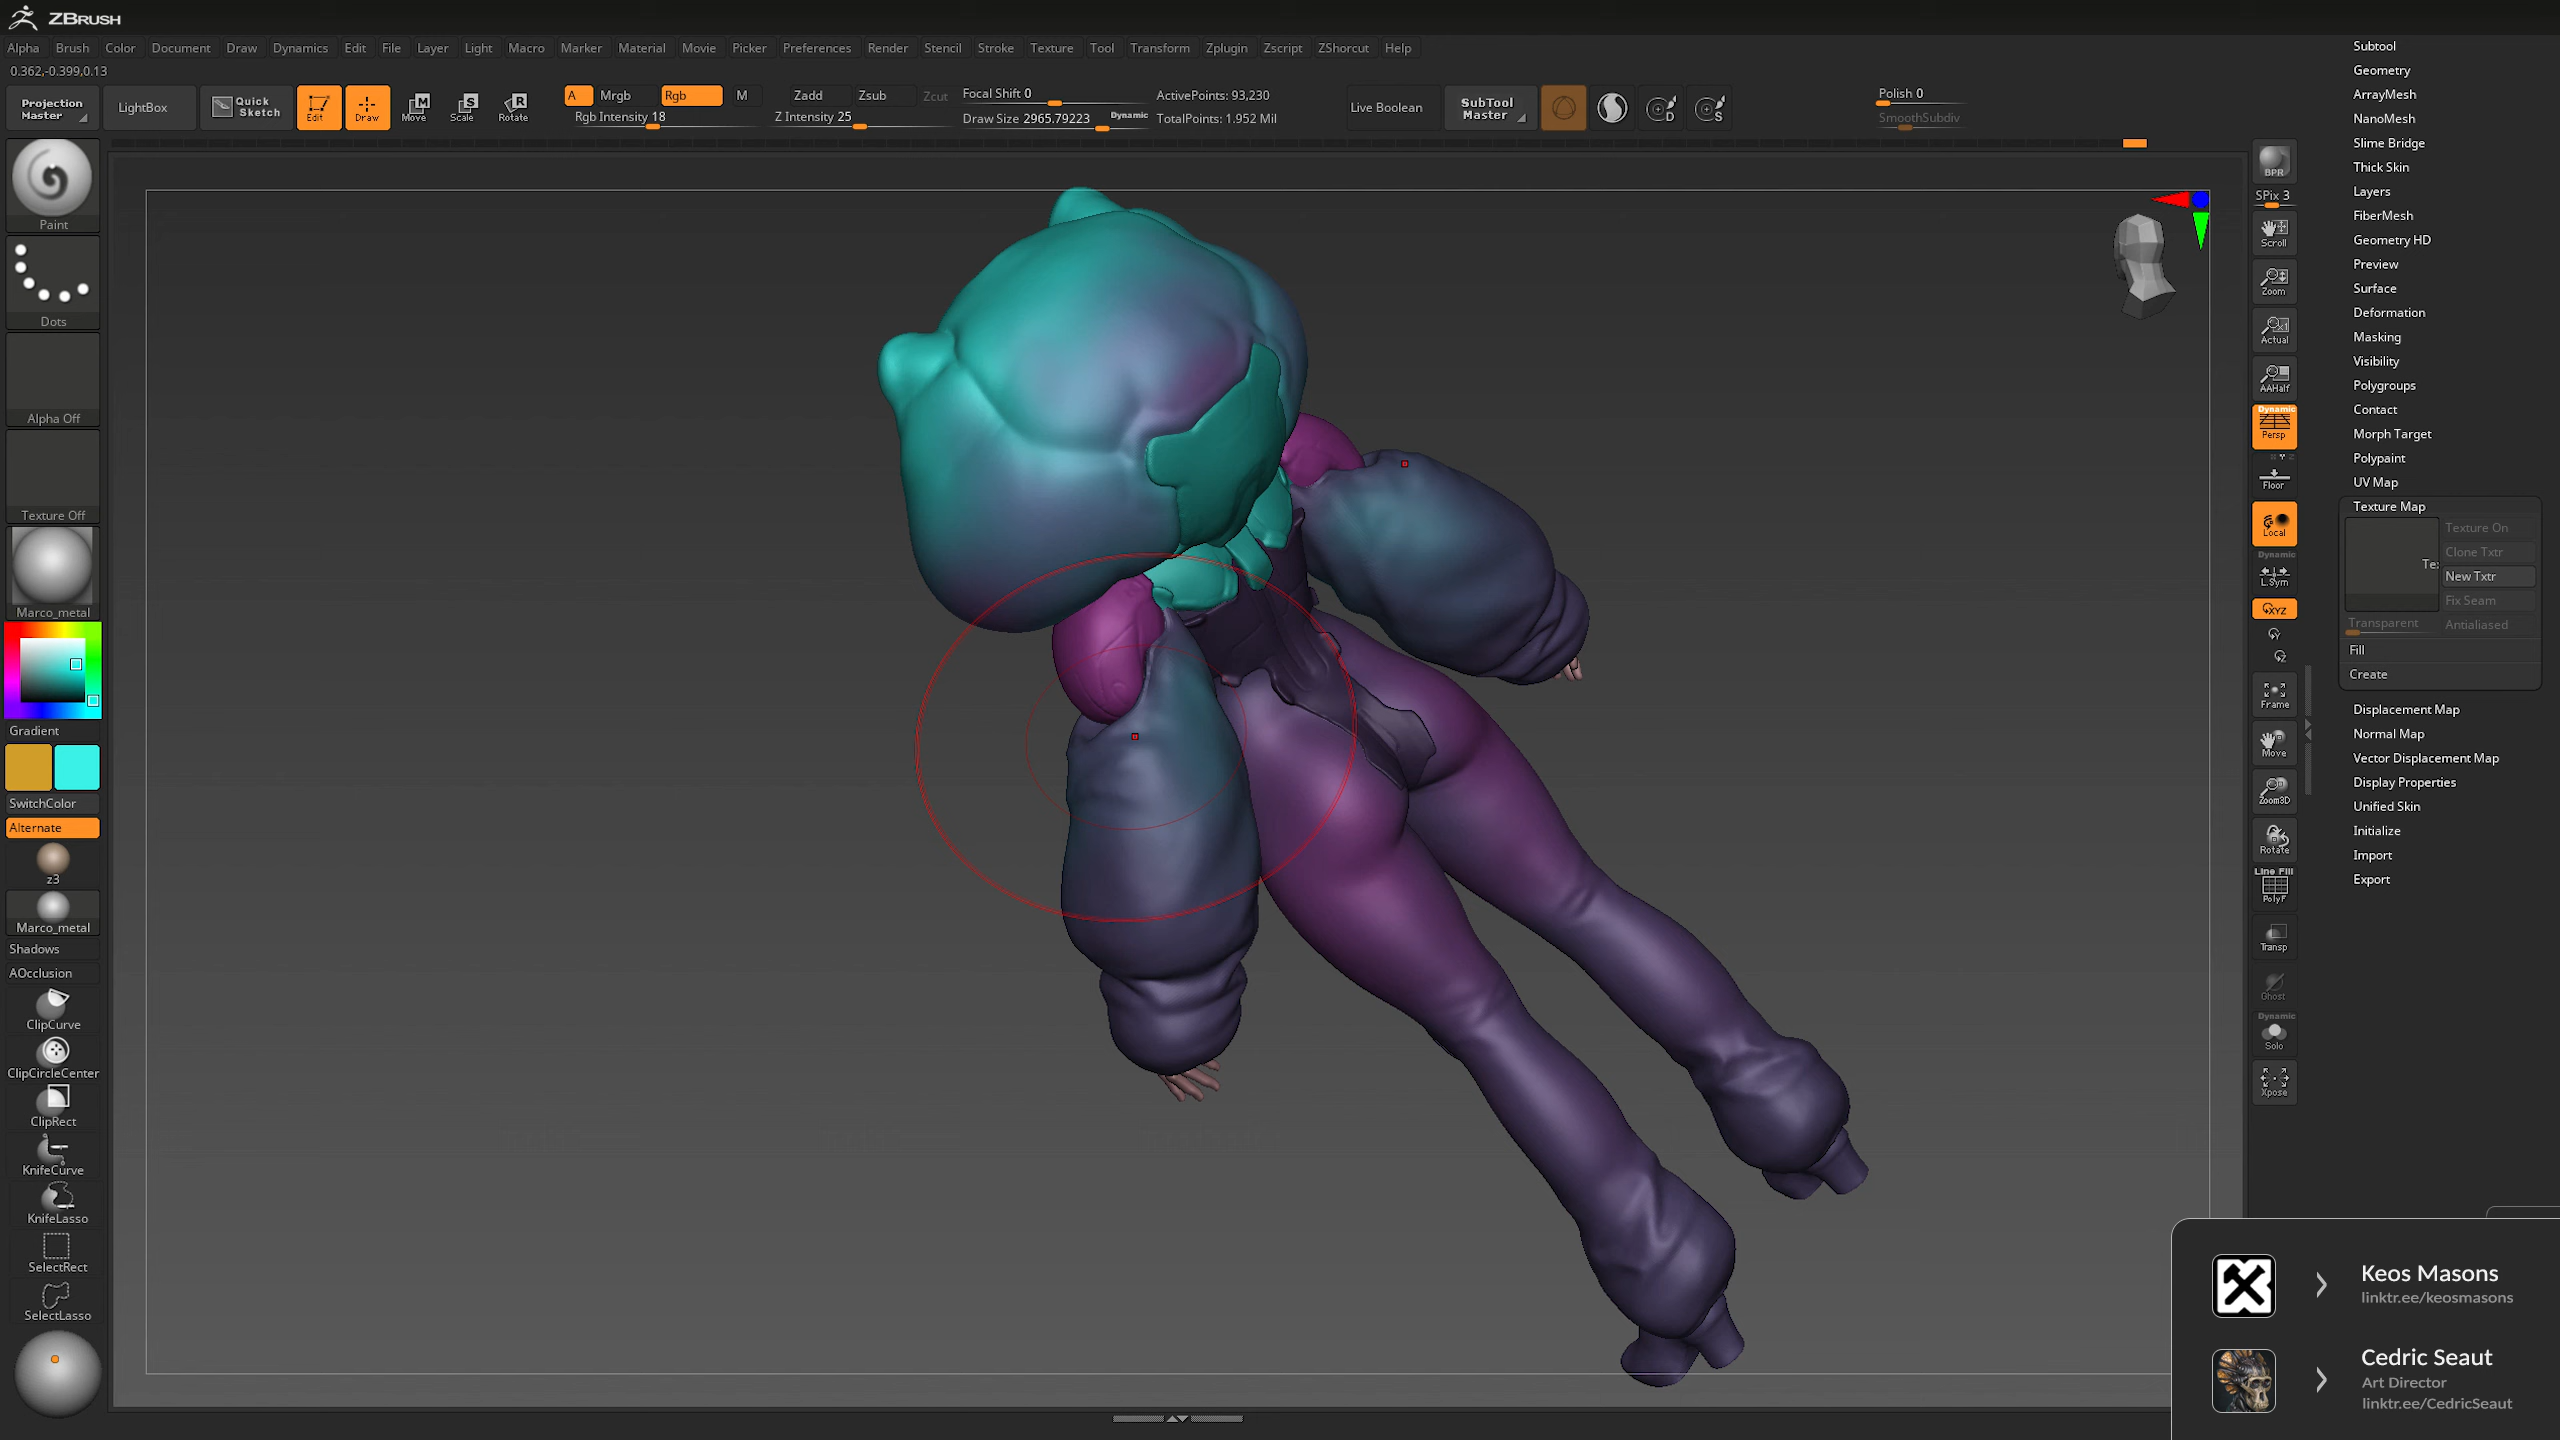 ZBRUSH
Alpha Brush Color Document Draw Dynamics Edit File Layer Light Macro Marker Material Movie Picker Preferences Render Stencil Stroke Texture Tool Transform Zplugin Zscript ZShorcut Help
0.362,-0.399,0.13
Projection Master
LightBox
Quick Sketch
Edit
Draw
Move
Scale
Rotate
A
Mrgb
Rgb
M
Rgb Intensity 18
Zadd
Zsub
Zcut
Z Intensity 25
Focal Shift 0
Draw Size 2965.79223
Dynamic
ActivePoints: 93,230
TotalPoints: 1.952 Mil
Live Boolean
SubTool Master
D
S
Polish 0
SmoothSubdiv
Paint
Dots
Alpha Off
Texture Off
Marco_metal
Gradient
SwitchColor
Alternate
z3
Marco_metal
Shadows
AOcclusion
ClipCurve
ClipCircleCenter
ClipRect
KnifeCurve
KnifeLasso
SelectRect
SelectLasso
BPR
SPix 3
Scroll
Zoom
Actual
AAHalf
Dynamic
Persp
Floor
Local
Dynamic
L.Sym
XYZ
Y
Z
Frame
Move
Zoom3D
Rotate
Line Fill
PolyF
Transp
Ghost
Dynamic
Solo
Xpose
Subtool
Geometry
ArrayMesh
NanoMesh
Slime Bridge
Thick Skin
Layers
FiberMesh
Geometry HD
Preview
Surface
Deformation
Masking
Visibility
Polygroups
Contact
Morph Target
Polypaint
UV Map
Texture Map
Texture On
Clone Txtr
New Txtr
Fix Seam
Transparent
Antialiased
Fill
Create
Displacement Map
Normal Map
Vector Displacement Map
Display Properties
Unified Skin
Initialize
Import
Export
Keos Masons
linktr.ee/keosmasons
Cedric Seaut
Art Director
linktr.ee/CedricSeaut